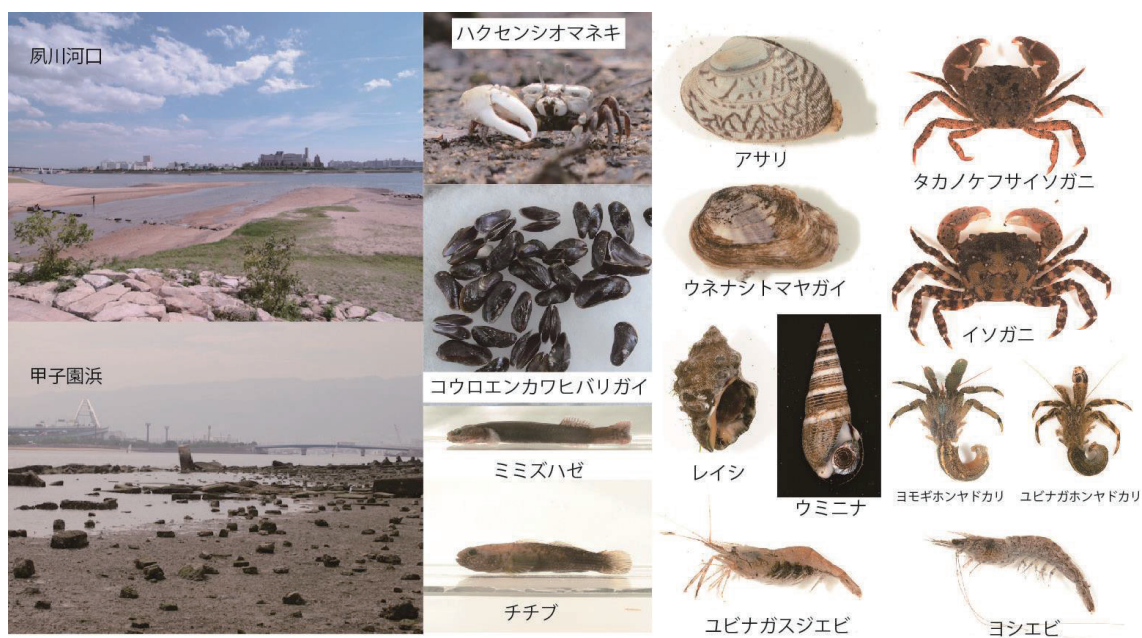 夙川河口
甲子園浜
ハクセンシオマネキ
コウロエンカワヒバリガイ
ミミズハゼ
チチブ
アサリ
ウネナシトマヤガイ
レイシ
ウミニナ
ユビナガスジエビ
タカノケフサイソガニ
イソガニ
ヨモギホンヤドカリ
ユビナガホンヤドカリ
ヨシエビ